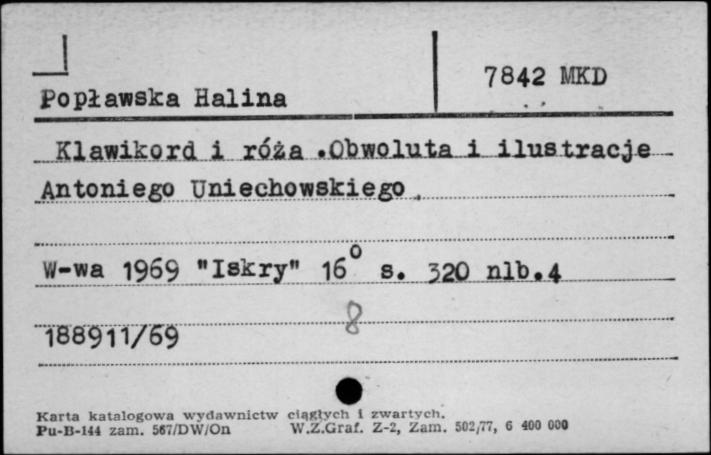 7842 MKD
Popławska Halina
Klawikord i róża .Obwoluta i ilustracje
Antoniego Uniechowskiego
W-wa 1969 "Iskry" 16° s. 320 nlb.4
8
188911/69
Karta katalogowa wydawnictw ciągłych i zwartych.
Pu-B-144 zam. 567/DW/On W.Z.Graf. Z-2, Zam. 502/77, 6 400 000